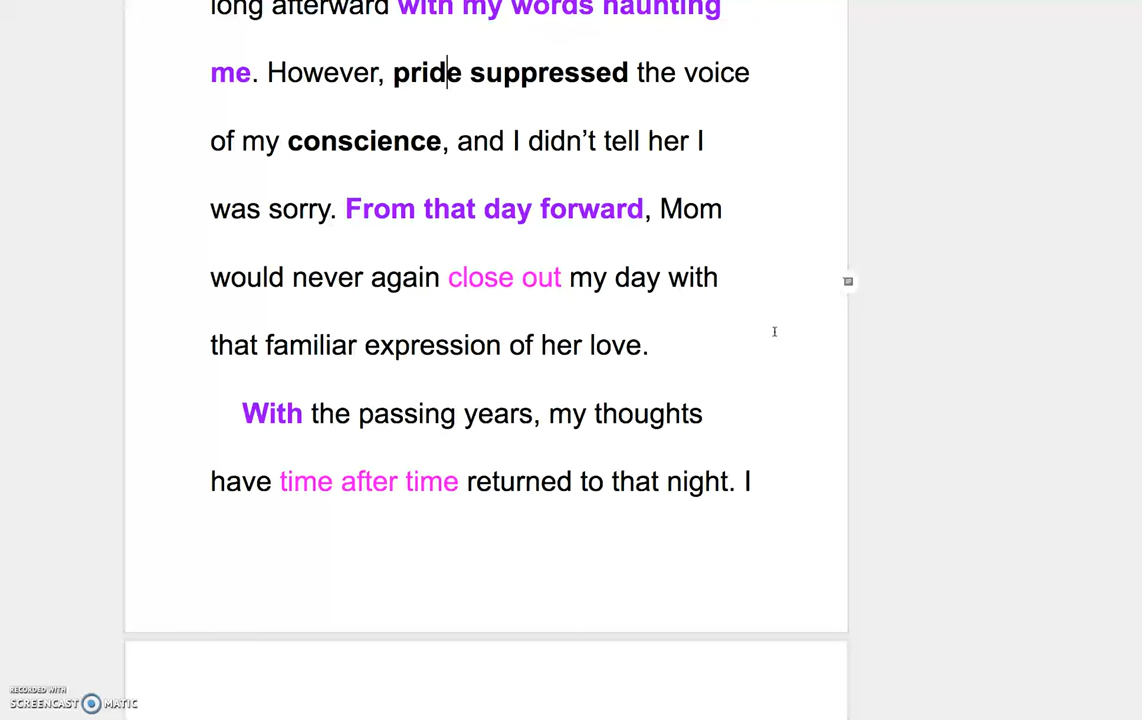 long afterward with my words haunting
me. However, pride suppressed the voice
of my conscience, and I didn’t tell her I
was sorry. From that day forward, Mom
would never again close out my day with
that familiar expression of her love.
With the passing years, my thoughts
have time after time returned to that night. I
RECORDED WITH
SCREENCAST MATIC